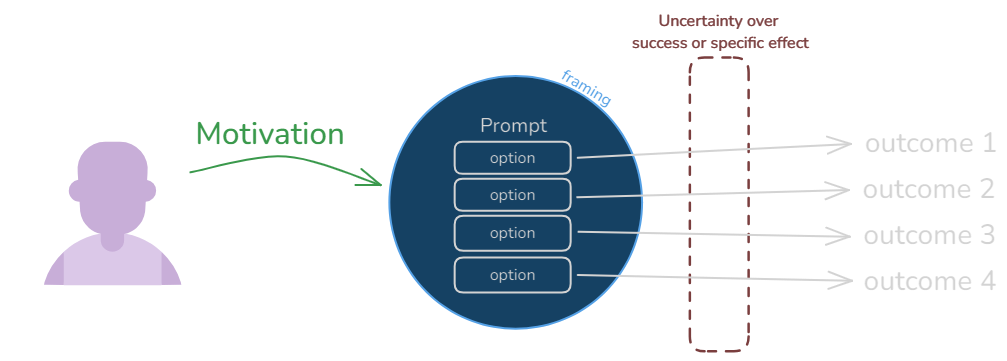 Uncertainty over
success or specific effect
framing
Motivation
Prompt
option
option
option
option
outcome 1
outcome 2
outcome 3
outcome 4